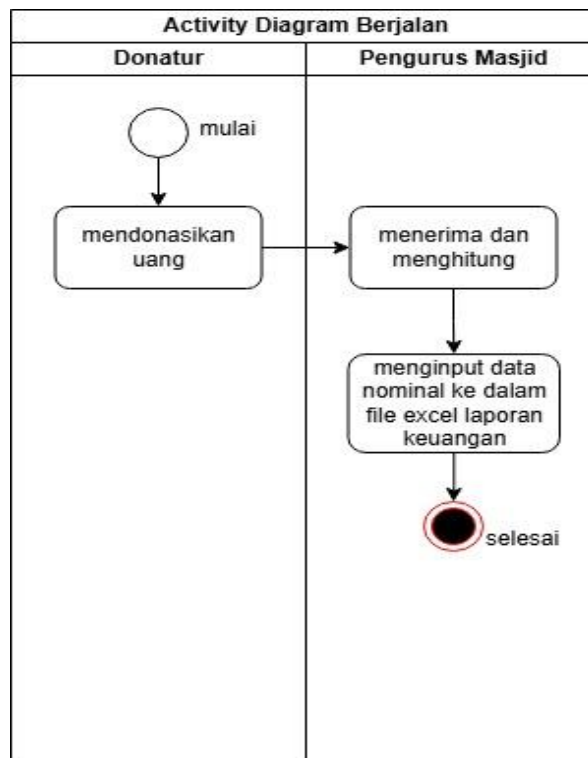 Activity Diagram Berjalan
Donatur
Pengurus Masjid
mulai
mendonasikan
uang
menerima dan
menghitung
menginput data
nominal ke dalam
file excel laporan
keuangan
selesai